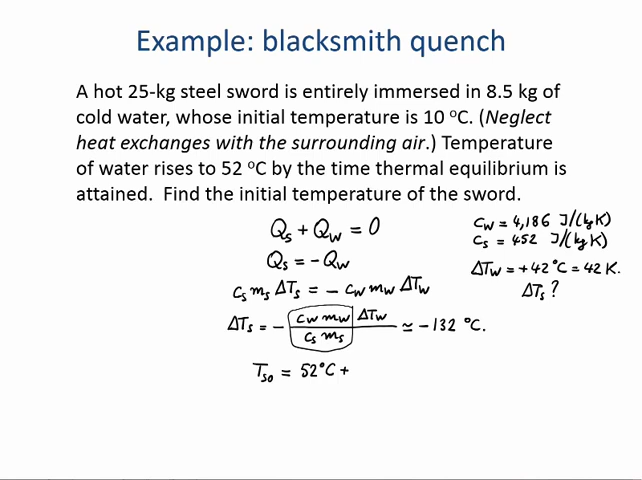 Example: blacksmith quench
A hot 25-kg steel sword is entirely immersed in 8.5 kg of
cold water, whose initial temperature is 10 ºC. (Neglect
heat exchanges with the surrounding air.) Temperature
of water rises to 52 ºC by the time thermal equilibrium is
attained.  Find the initial temperature of the sword.
Qs + Qw = 0
Qs = - Qw
cs ms ΔTs = - cw mw ΔTw
ΔTs = - cw mw ΔTw / cs ms ≃ -132 °C.
Tso = 52°C +
cw = 4,186 J/(kg K)
cs = 452 J/(kg K)
ΔTw = +42°C = 42 K.
ΔTs ?